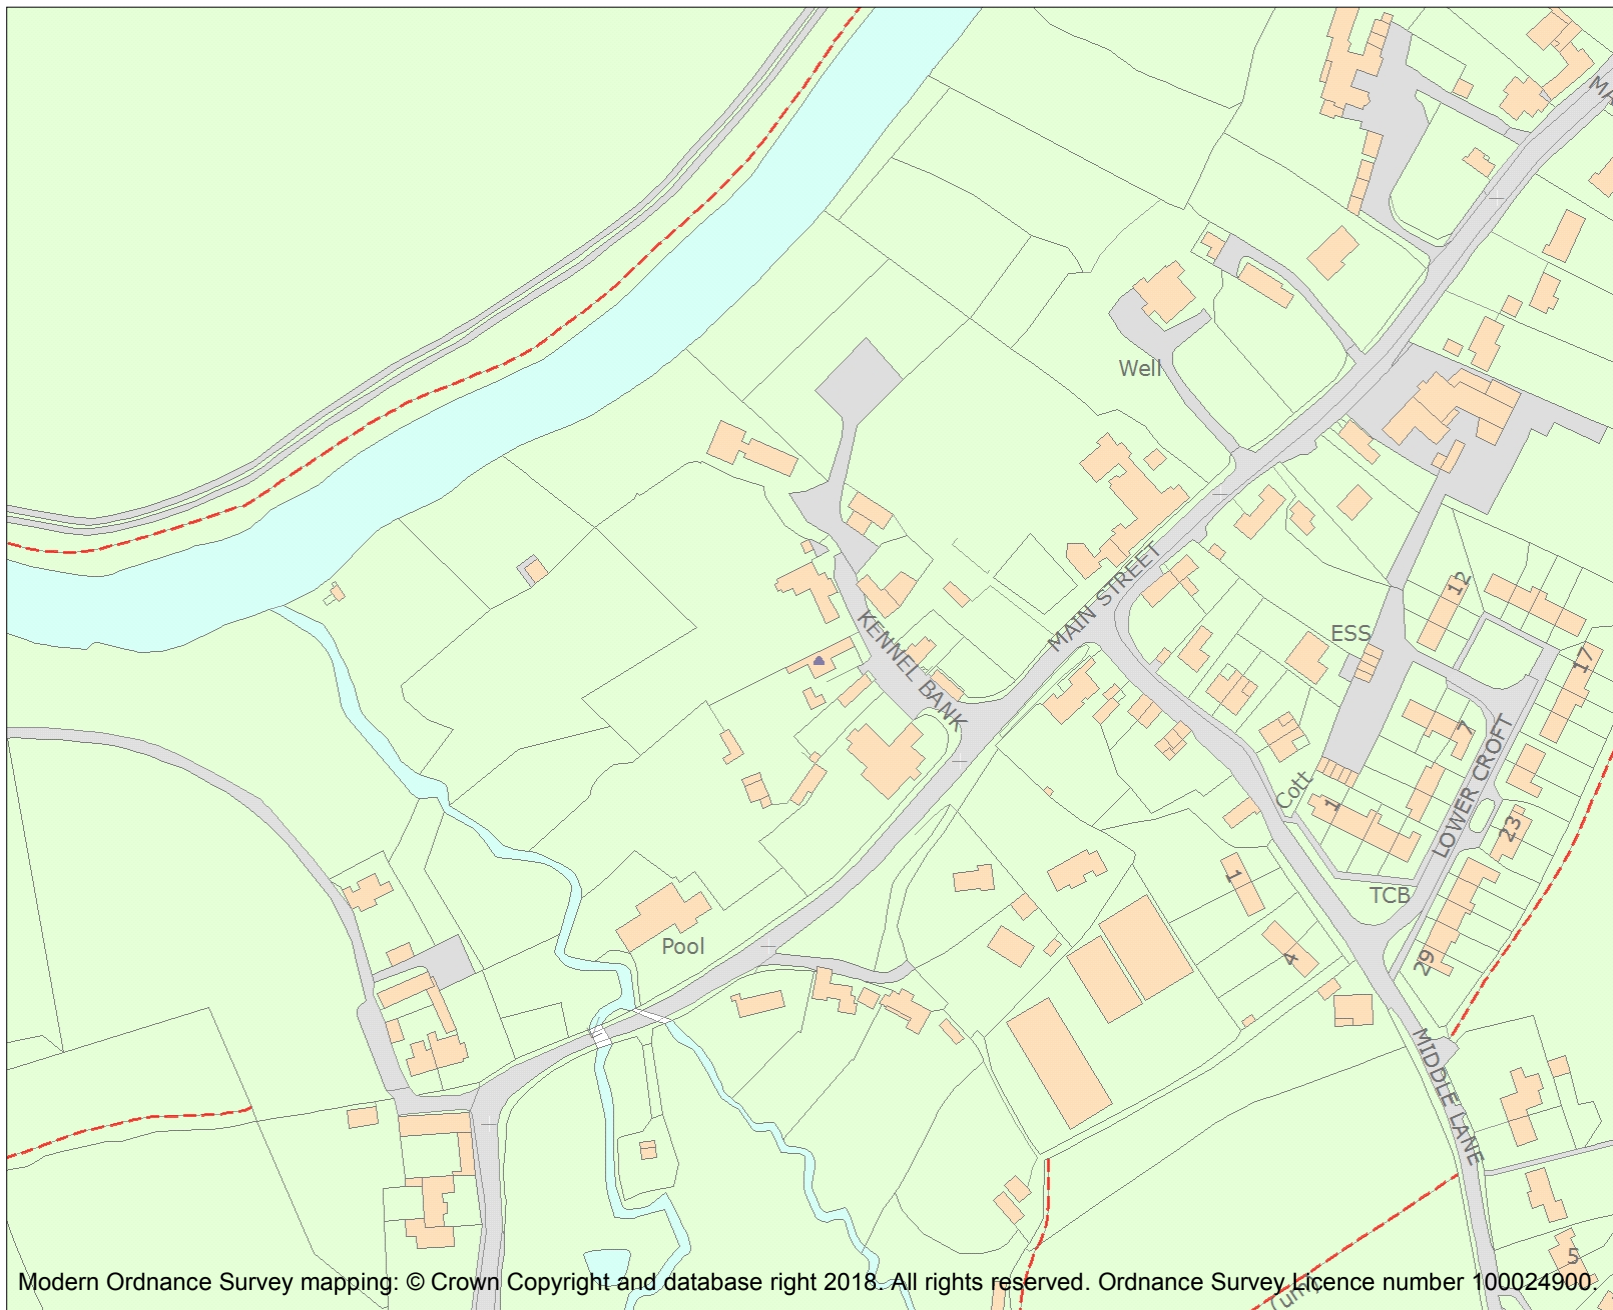 MA
Well
12
MAIN STREET
ESS
17
KENNEL BANK
7
LOWER CROFT
Cott
1
23
1
TCB
Pool
4
29
MIDDLE LANE
5
(um)
Modern Ordnance Survey mapping: © Crown Copyright and database right 2018. All rights reserved. Ordnance Survey Licence number 100024900.